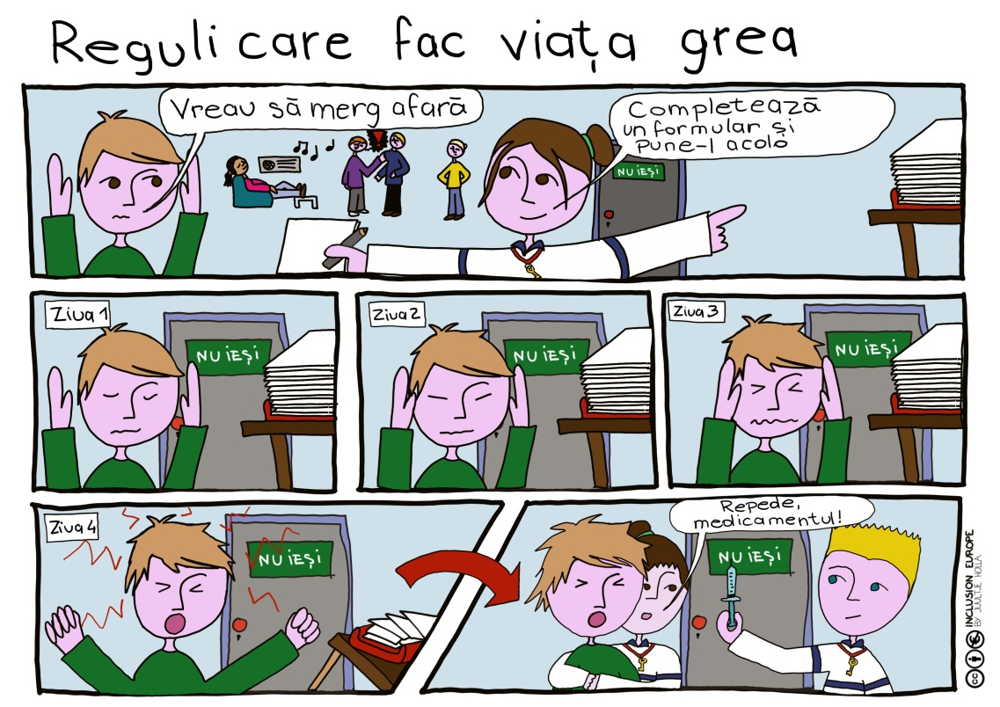 Reguli care fac viața grea
Vreau să merg afară
Completează
un formular și
pune-l acolo
NU IEȘI
Ziua 1
NU IEȘI
Ziua 2
NU IEȘI
Ziua 3
NU IEȘI
Ziua 4
NU IEȘI
Repede,
medicamentul!
NU IEȘI
INCLUSION EUROPE
BY JUULTJE HOLLA
cc